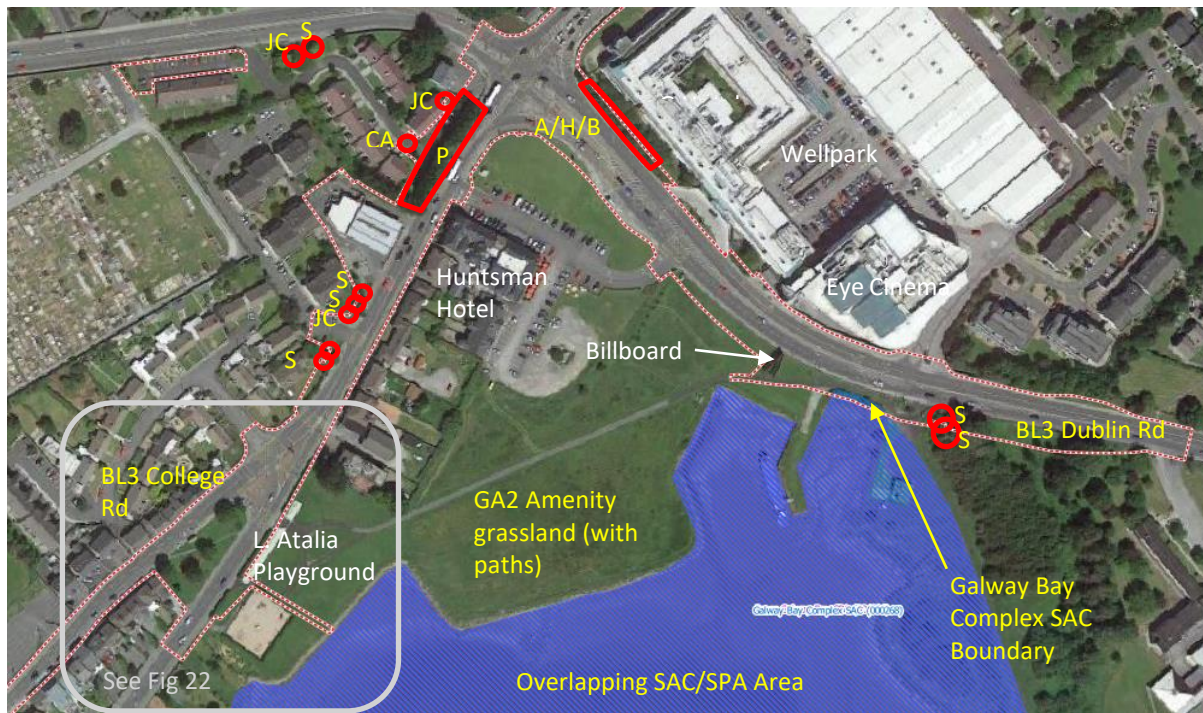 S
JC
JC
A/H/B
CA
P
Wellpark
Huntsman
Hotel
S
S
JC
Eye Cinema
Billboard
S
S
BL3 Dublin Rd
S
BL3 College
Rd
GA2 Amenity
grassland (with
paths)
L. Atalia
Playground
Galway Bay
Complex SAC
Boundary
Galway Bay Complex SAC (000268)
See Fig 22
Overlapping SAC/SPA Area